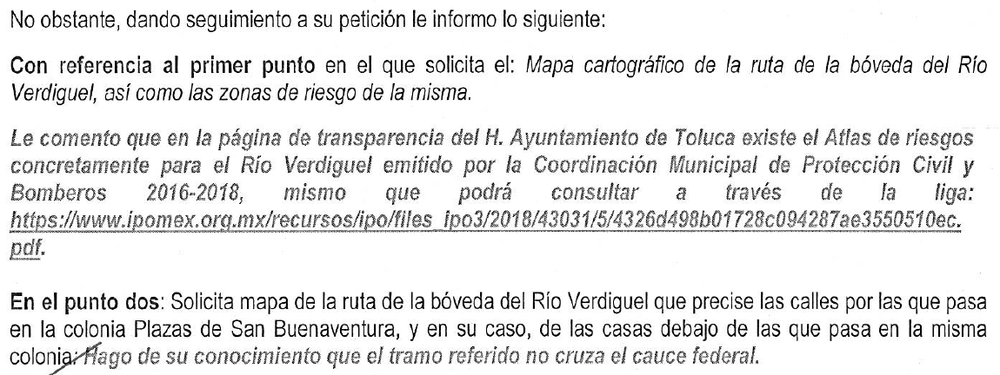 No obstante, dando seguimiento a su petición le informo lo siguiente:
Con referencia al primer punto en el que solicita el: Mapa cartográfico de la ruta de la bóveda del Río
Verdiguel, así como las zonas de riesgo de la misma.
Le comento que en la página de transparencia del H. Ayuntamiento de Toluca existe el Atlas de riesgos
concretamente para el Río Verdiguel emitido por la Coordinación Municipal de Protección Civil y
Bomberos 2016-2018, mismo que podrá consultar a través de la liga:
https://www.ipomex.org.mx/recursos/ipo/files_ipo3/2018/43031/5/4326d498b01728c094287ae3550510ec.
pdf.
En el punto dos: Solicita mapa de la ruta de la bóveda del Río Verdiguel que precise las calles por las que pasa
en la colonia Plazas de San Buenaventura, y en su caso, de las casas debajo de las que pasa en la misma
colonia: Hago de su conocimiento que el tramo referido no cruza el cauce federal.